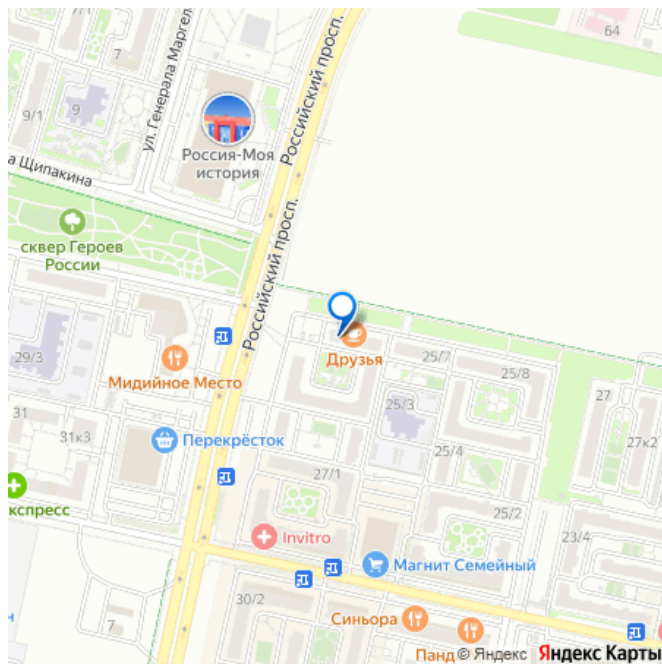 7/1
64
7
ул. Генерала Маргел
Российский просп.
9/1
9
Россия-Моя
история
а Щипакина
Российский просп.
сквер Героев
России
Российский просп.
29/3
Мидийное Место
Друзья
25/7
25/8
31
31к3
Перекрёсток
25/3
27
27к2
25/4
27/1
кспресс
25/2
Invitro
23/4
Магнит Семейный
30/2
7
Синьора
Панд
© Яндекс Яндекс Карты
н